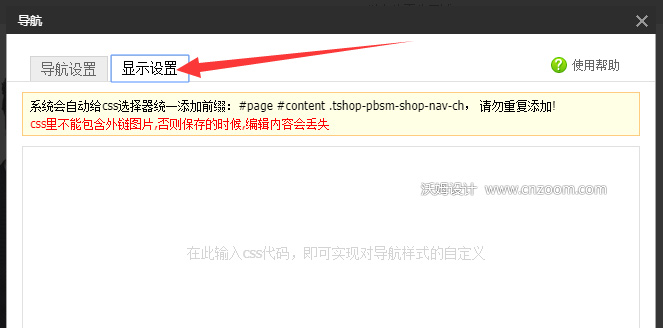 导航
导航设置
显示设置
使用帮助
系统会自动给css选择器统一添加前缀：#page #content .tshop-pbsm-shop-nav-ch， 请勿重复添加!
css里不能包含外链图片,否则保存的时候,编辑内容会丢失
沃姆设计 www.cnzoom.com
在此输入css代码，即可实现对导航样式的自定义